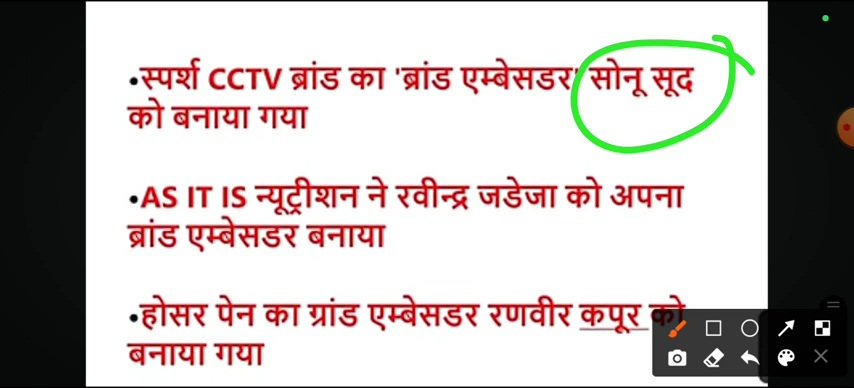 •स्पर्श CCTV ब्रांड का 'ब्रांड एम्बेसडर' सोनू सूद
को बनाया गया
•AS IT IS न्यूट्रीशन ने रवीन्द्र जडेजा को अपना
ब्रांड एम्बेसडर बनाया
•होसर पेन का ग्रांड एम्बेसडर रणवीर कपूर को
बनाया गया